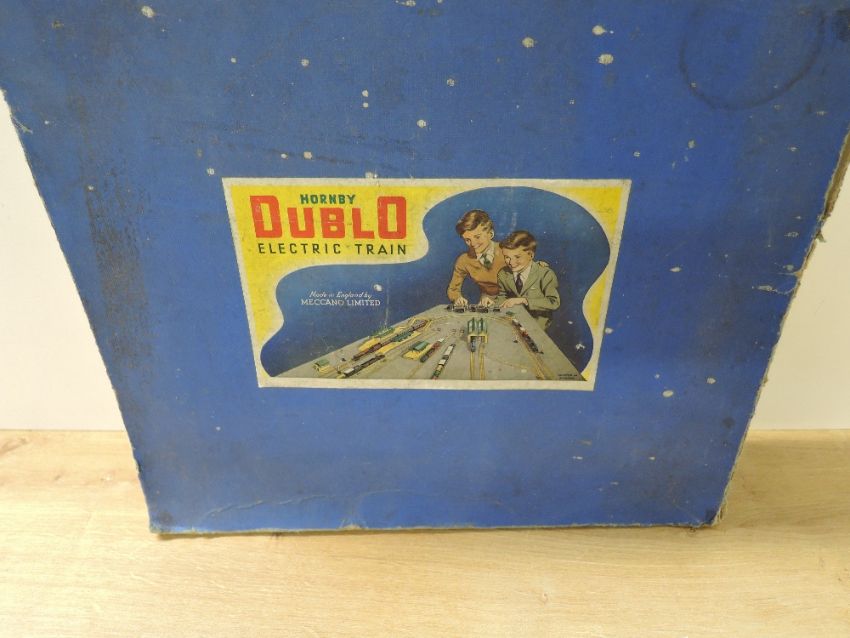 HORNBY
DUBLO
ELECTRIC TRAIN
Made in England by
MECCANO LIMITED